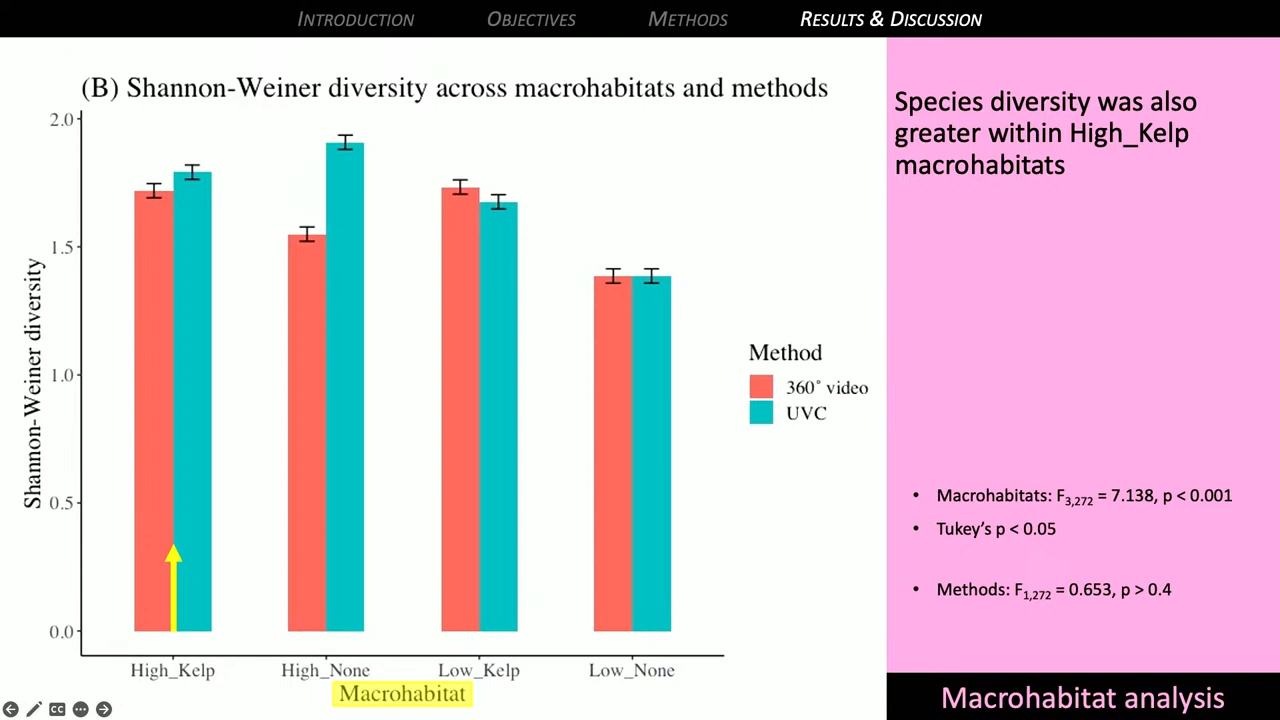 INTRODUCTION OBJECTIVES METHODS RESULTS & DISCUSSION
(B) Shannon-Weiner diversity across macrohabitats and methods
Species diversity was also
greater within High_Kelp
macrohabitats
Shannon-Weiner diversity
2.0
1.5
1.0
0.5
0.0
Method
360° video
UVC
High_Kelp High_None Low_Kelp Low_None
Macrohabitat
• Macrohabitats: F3,272 = 7.138, p < 0.001
• Tukey's p < 0.05
• Methods: F1,272 = 0.653, p > 0.4
Macrohabitat analysis
CC